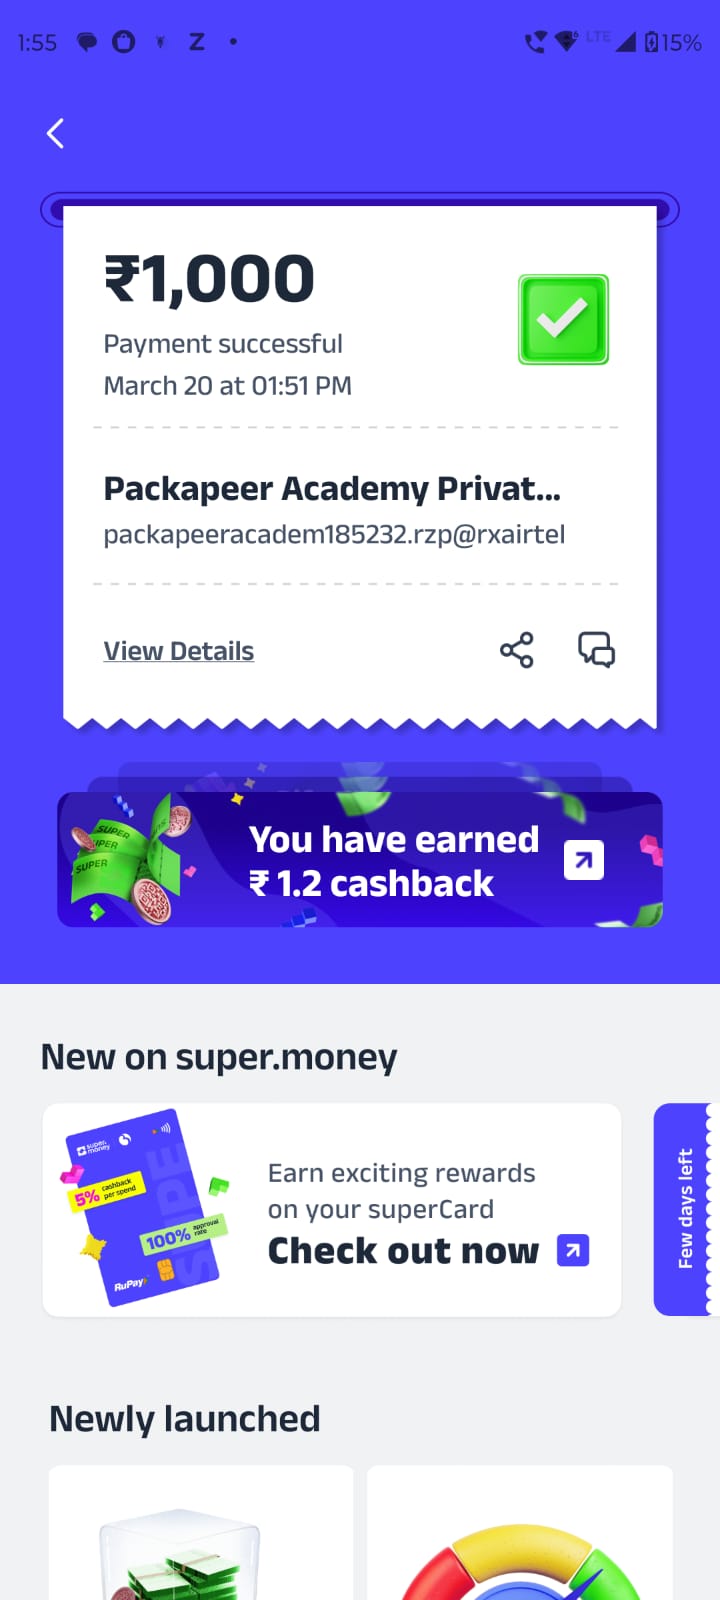 1:55 Z LTE 15%
₹1,000
Payment successful
March 20 at 01:51 PM
Packapeer Academy Privat...
packapeeracadem185232.rzp@rxairtel
View Details
SUPER
SUPER
You have earned
₹ 1.2 cashback
New on super.money
super.money
5% cashback per spend
100% approval rate
SUPE
RuPay
Earn exciting rewards
on your superCard
Check out now
Few days left
Newly launched